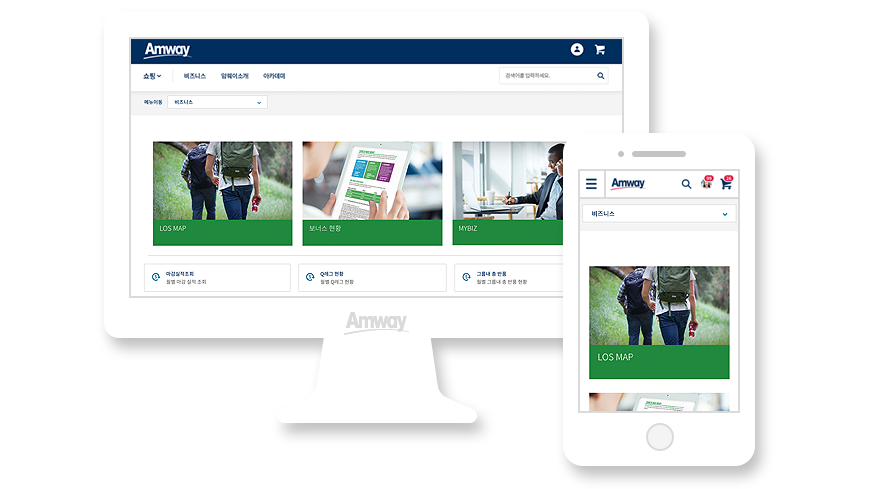 Amway
쇼핑
비즈니스
암웨이소개
아카데미
검색어를 입력하세요.
메뉴이동
비즈니스
LOS MAP
보너스 현황
MYBIZ
마감실적조회
월별 마감 실적 조회
Q레그 현황
월별 Q레그 현황
그룹내 총 반품
월별 그룹내 총 반품 현황
Amway
Amway
비즈니스
LOS MAP